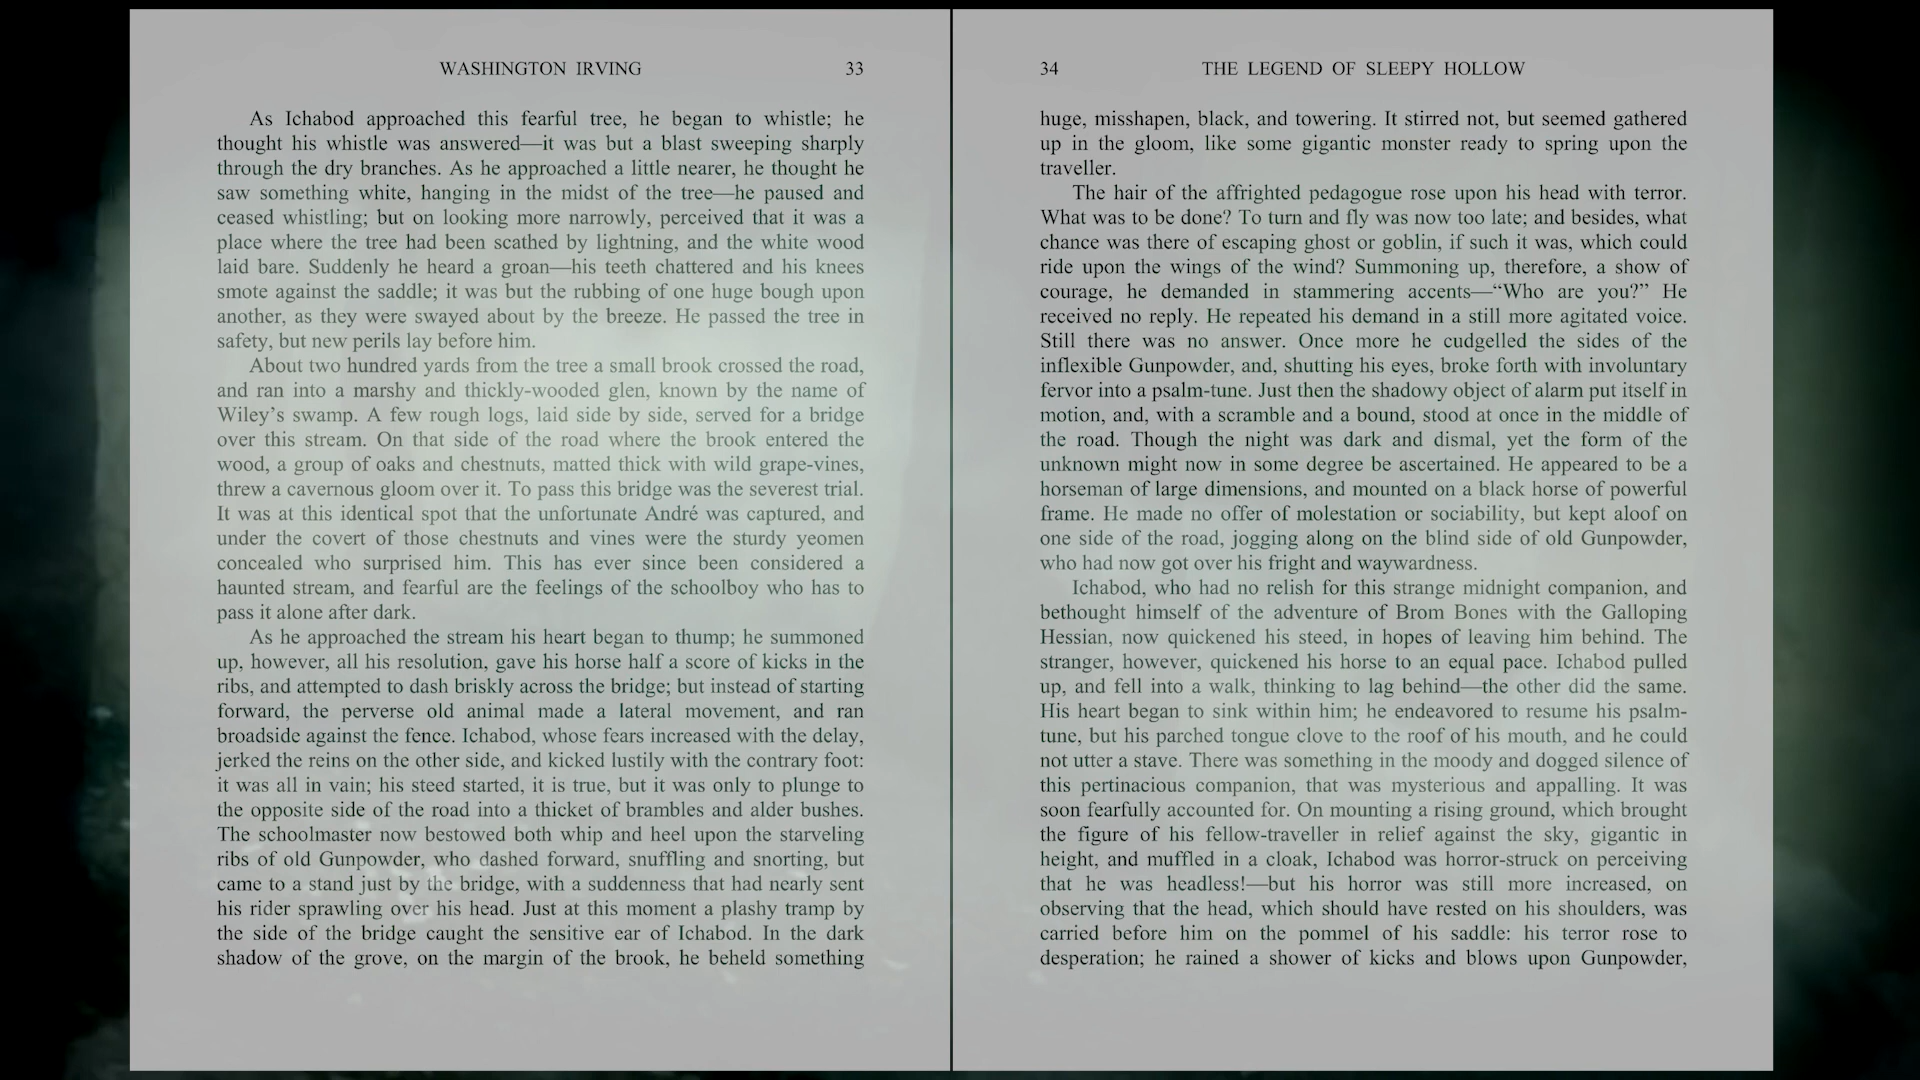 WASHINGTON IRVING 33
As Ichabod approached this fearful tree, he began to whistle; he
thought his whistle was answered—it was but a blast sweeping sharply
through the dry branches. As he approached a little nearer, he thought he
saw something white, hanging in the midst of the tree—he paused and
ceased whistling; but on looking more narrowly, perceived that it was a
place where the tree had been scathed by lightning, and the white wood
laid bare. Suddenly he heard a groan—his teeth chattered and his knees
smote against the saddle; it was but the rubbing of one huge bough upon
another, as they were swayed about by the breeze. He passed the tree in
safety, but new perils lay before him.
About two hundred yards from the tree a small brook crossed the road,
and ran into a marshy and thickly-wooded glen, known by the name of
Wiley’s swamp. A few rough logs, laid side by side, served for a bridge
over this stream. On that side of the road where the brook entered the
wood, a group of oaks and chestnuts, matted thick with wild grape-vines,
threw a cavernous gloom over it. To pass this bridge was the severest trial.
It was at this identical spot that the unfortunate André was captured, and
under the covert of those chestnuts and vines were the sturdy yeomen
concealed who surprised him. This has ever since been considered a
haunted stream, and fearful are the feelings of the schoolboy who has to
pass it alone after dark.
As he approached the stream his heart began to thump; he summoned
up, however, all his resolution, gave his horse half a score of kicks in the
ribs, and attempted to dash briskly across the bridge; but instead of starting
forward, the perverse old animal made a lateral movement, and ran
broadside against the fence. Ichabod, whose fears increased with the delay,
jerked the reins on the other side, and kicked lustily with the contrary foot:
it was all in vain; his steed started, it is true, but it was only to plunge to
the opposite side of the road into a thicket of brambles and alder bushes.
The schoolmaster now bestowed both whip and heel upon the starveling
ribs of old Gunpowder, who dashed forward, snuffling and snorting, but
came to a stand just by the bridge, with a suddenness that had nearly sent
his rider sprawling over his head. Just at this moment a plashy tramp by
the side of the bridge caught the sensitive ear of Ichabod. In the dark
shadow of the grove, on the margin of the brook, he beheld something
34 THE LEGEND OF SLEEPY HOLLOW
huge, misshapen, black, and towering. It stirred not, but seemed gathered
up in the gloom, like some gigantic monster ready to spring upon the
traveller.
The hair of the affrighted pedagogue rose upon his head with terror.
What was to be done? To turn and fly was now too late; and besides, what
chance was there of escaping ghost or goblin, if such it was, which could
ride upon the wings of the wind? Summoning up, therefore, a show of
courage, he demanded in stammering accents—“Who are you?” He
received no reply. He repeated his demand in a still more agitated voice.
Still there was no answer. Once more he cudgelled the sides of the
inflexible Gunpowder, and, shutting his eyes, broke forth with involuntary
fervor into a psalm-tune. Just then the shadowy object of alarm put itself in
motion, and, with a scramble and a bound, stood at once in the middle of
the road. Though the night was dark and dismal, yet the form of the
unknown might now in some degree be ascertained. He appeared to be a
horseman of large dimensions, and mounted on a black horse of powerful
frame. He made no offer of molestation or sociability, but kept aloof on
one side of the road, jogging along on the blind side of old Gunpowder,
who had now got over his fright and waywardness.
Ichabod, who had no relish for this strange midnight companion, and
bethought himself of the adventure of Brom Bones with the Galloping
Hessian, now quickened his steed, in hopes of leaving him behind. The
stranger, however, quickened his horse to an equal pace. Ichabod pulled
up, and fell into a walk, thinking to lag behind—the other did the same.
His heart began to sink within him; he endeavored to resume his psalm-
tune, but his parched tongue clove to the roof of his mouth, and he could
not utter a stave. There was something in the moody and dogged silence of
this pertinacious companion, that was mysterious and appalling. It was
soon fearfully accounted for. On mounting a rising ground, which brought
the figure of his fellow-traveller in relief against the sky, gigantic in
height, and muffled in a cloak, Ichabod was horror-struck on perceiving
that he was headless!—but his horror was still more increased, on
observing that the head, which should have rested on his shoulders, was
carried before him on the pommel of his saddle: his terror rose to
desperation; he rained a shower of kicks and blows upon Gunpowder,